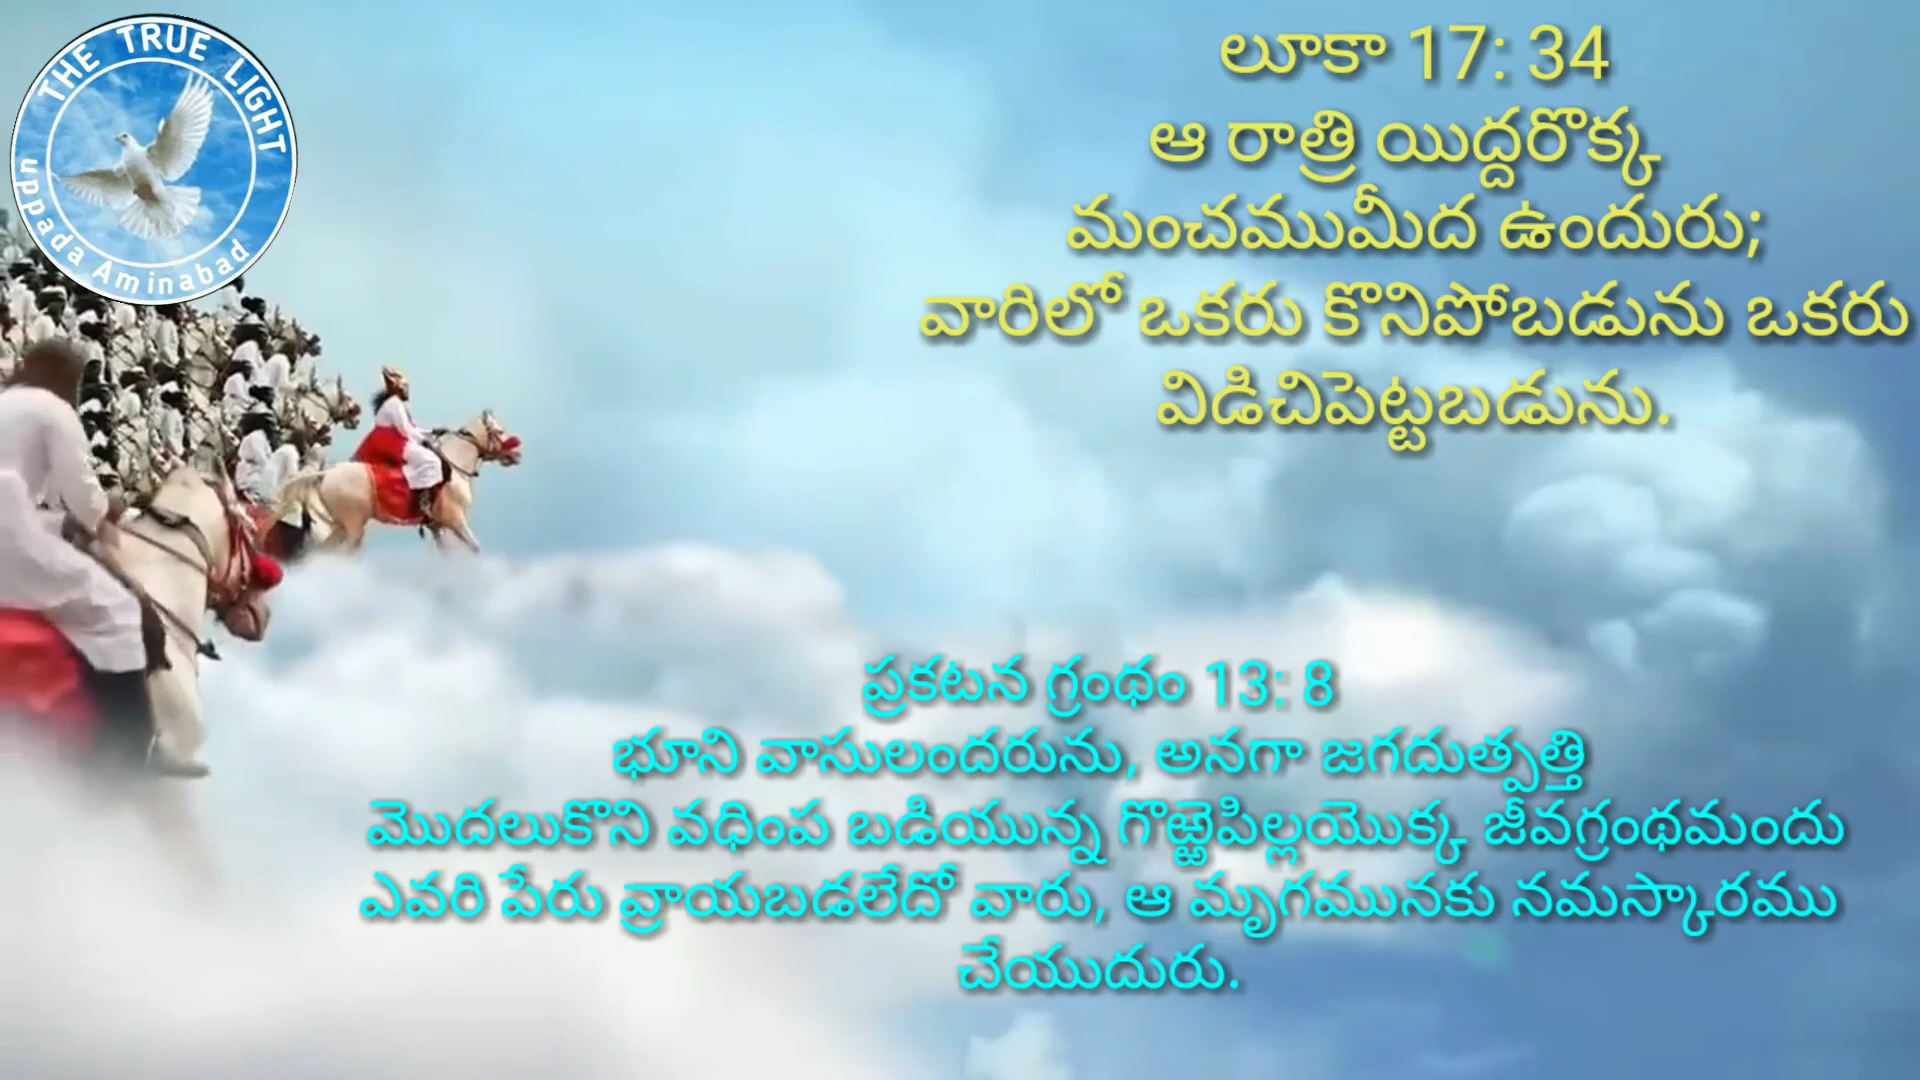 THE TRUE LIGHT
uppada Aminabad
లూకా 17: 34
ఆ రాత్రి యిద్దరొక్క
మంచముమీద ఉందురు;
వారిలో ఒకరు కొనిపోబడును ఒకరు
విడిచిపెట్టబడును.
ప్రకటన గ్రంథం 13: 8
భూని వాసులందరును, అనగా జగదుత్పత్తి
మొదలుకొని వధింప బడియున్న గొఱ్ఱెపిల్లయొక్క జీవగ్రంథమందు
ఎవరి పేరు వ్రాయబడలేదో వారు, ఆ మృగమునకు నమస్కారము
చేయుదురు.